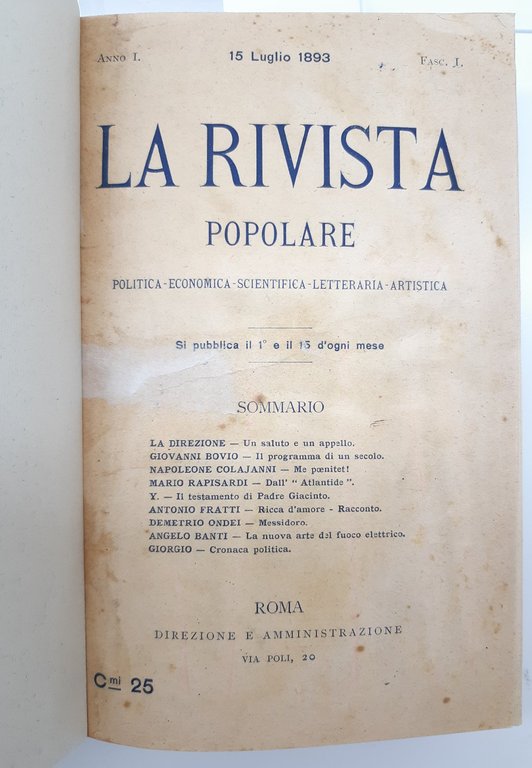 ANNO I. 15 Luglio 1893 FASC. I.
LA RIVISTA
POPOLARE
POLITICA-ECONOMICA-SCIENTIFICA-LETTERARIA-ARTISTICA
Si pubblica il 1° e il 15 d'ogni mese
SOMMARIO
LA DIREZIONE — Un saluto e un appello.
GIOVANNI BOVIO — Il programma di un secolo.
NAPOLEONE COLAJANNI — Me pœnitet!
MARIO RAPISARDI — Dall' “ Atlantide ”.
Y. — Il testamento di Padre Giacinto.
ANTONIO FRATTI — Ricca d'amore - Racconto.
DEMETRIO ONDEI — Messidoro.
ANGELO BANTI — La nuova arte del fuoco elettrico.
GIORGIO — Cronaca politica.
ROMA
DIREZIONE E AMMINISTRAZIONE
VIA POLI, 20
Cmi 25